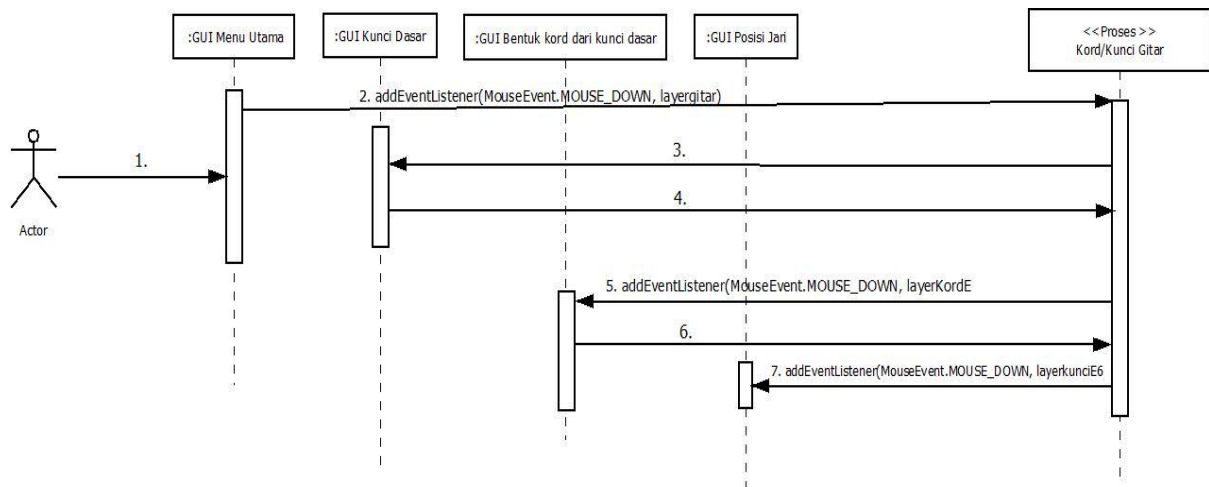 :GUI Menu Utama
:GUI Kunci Dasar
:GUI Bentuk kord dari kunci dasar
:GUI Posisi Jari
<<Proses >>
Kord/Kunci Gitar
2. addEventListener(MouseEvent.MOUSE_DOWN, layergitar)
1.
3.
4.
Actor
5. addEventListener(MouseEvent.MOUSE_DOWN, layerKordE
6.
7. addEventListener(MouseEvent.MOUSE_DOWN, layerkunciE6